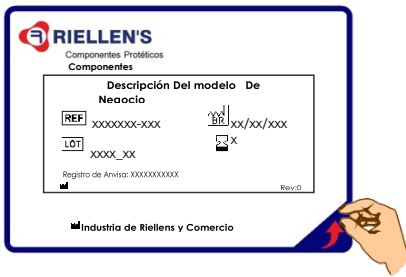 RIELLEN'S
Componentes Protéticos
Componentes
Descripción Del modelo De
Negocio
REF XXXXXXX-XXX
BR xx/xx/xxx
LOT XXXX_XX
X
Registro de Anvisa: XXXXXXXXXXX
Rev:0
Industria de Riellens y Comercio